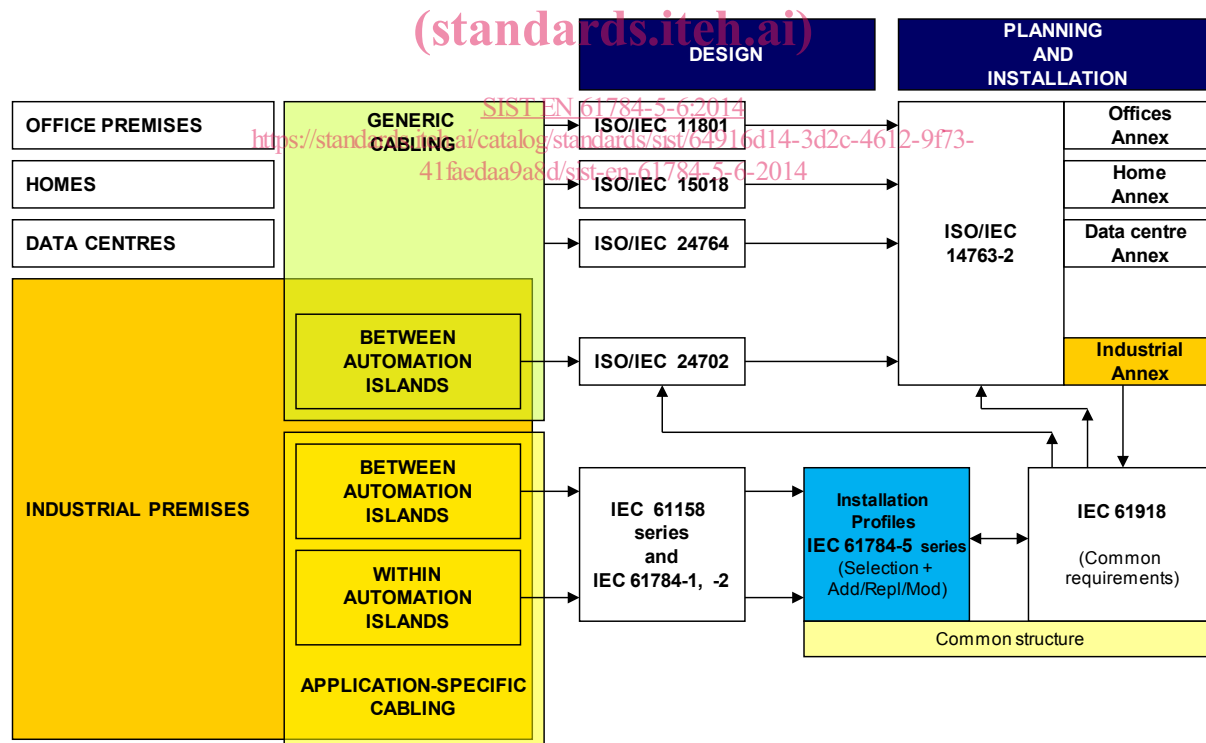 (standards.iteh.ai)
DESIGN
PLANNING
AND
INSTALLATION
SIST EN 61784-5-6:2014
https://standards.iteh.ai/catalog/standards/sist/64916d14-3d2c-4612-9f73-
41faedaa9a8d/sist-en-61784-5-6-2014
OFFICE PREMISES
GENERIC
CABLING
ISO/IEC 11801
Offices
Annex
HOMES
ISO/IEC 15018
Home
Annex
DATA CENTRES
ISO/IEC 24764
ISO/IEC
14763-2
Data centre
Annex
BETWEEN
AUTOMATION
ISLANDS
ISO/IEC 24702
Industrial
Annex
INDUSTRIAL PREMISES
BETWEEN
AUTOMATION
ISLANDS
WITHIN
AUTOMATION
ISLANDS
APPLICATION-SPECIFIC
CABLING
IEC 61158
series
and
IEC 61784-1, -2
Installation
Profiles
IEC 61784-5 series
(Selection +
Add/Repl/Mod)
IEC 61918
(Common
requirements)
Common structure